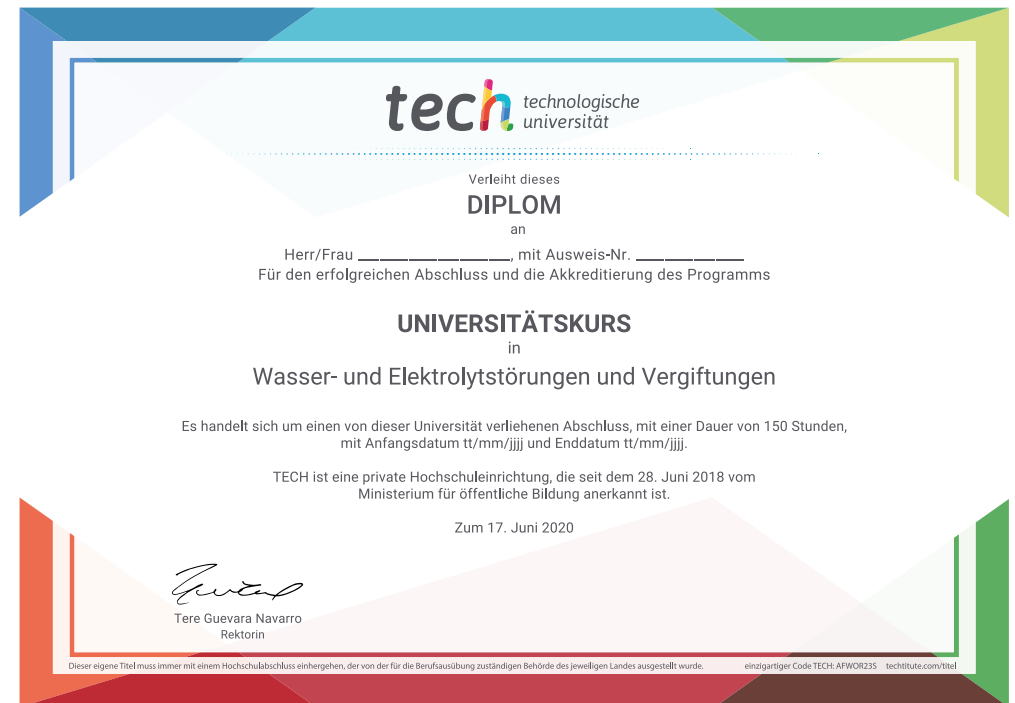 tech technologische
universität
Verleiht dieses
DIPLOM
an
Herr/Frau ______________, mit Ausweis-Nr. __________
Für den erfolgreichen Abschluss und die Akkreditierung des Programms
UNIVERSITÄTSKURS
in
Wasser- und Elektrolytstörungen und Vergiftungen
Es handelt sich um einen von dieser Universität verliehenen Abschluss, mit einer Dauer von 150 Stunden,
mit Anfangsdatum tt/mm/jjjj und Enddatum tt/mm/jjjj.
TECH ist eine private Hochschuleinrichtung, die seit dem 28. Juni 2018 vom
Ministerium für öffentliche Bildung anerkannt ist.
Zum 17. Juni 2020
Tere Guevara Navarro
Rektorin
Dieser eigene Titel muss immer mit einem Hochschulabschluss einhergehen, der von der für die Berufsausübung zuständigen Behörde des jeweiligen Landes ausgestellt wurde. einzigartiger Code TECH: AFWOR23S techtitute.com/titel